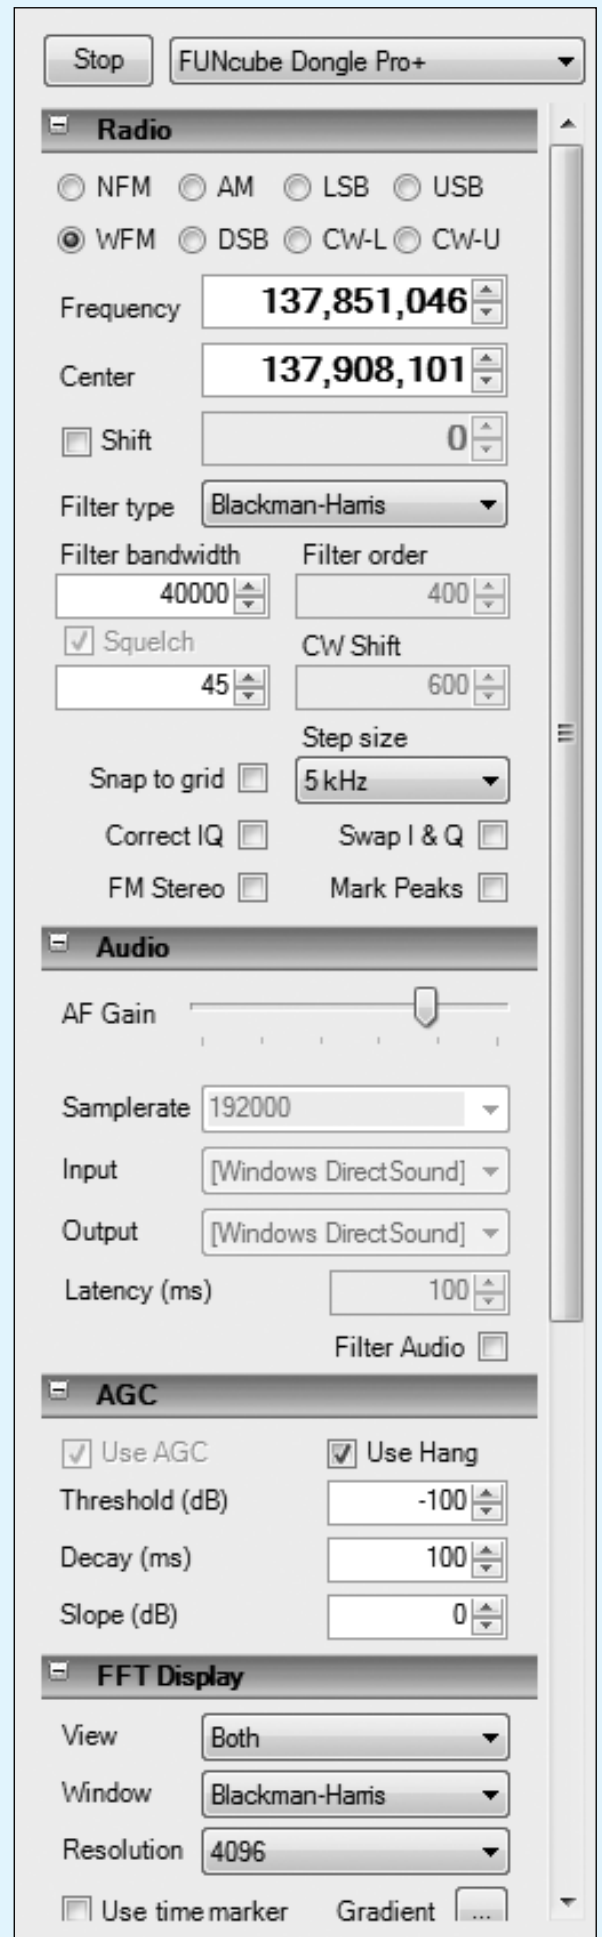 Stop FUNcube Dongle Pro+
Radio
NFM AM LSB USB
WFM DSB CW-L CW-U
Frequency 137,851,046
Center 137,908,101
Shift 0
Filter type Blackman-Harris
Filter bandwidth Filter order
40000 400
Squelch CW Shift
45 600
Step size
Snap to grid 5 kHz
Correct IQ Swap I & Q
FM Stereo Mark Peaks
Audio
AF Gain
Samplerate 192000
Input [Windows DirectSound]
Output [Windows DirectSound]
Latency (ms) 100
Filter Audio
AGC
Use AGC Use Hang
Threshold (dB) -100
Decay (ms) 100
Slope (dB) 0
FFT Display
View Both
Window Blackman-Harris
Resolution 4096
Use time marker Gradient ...